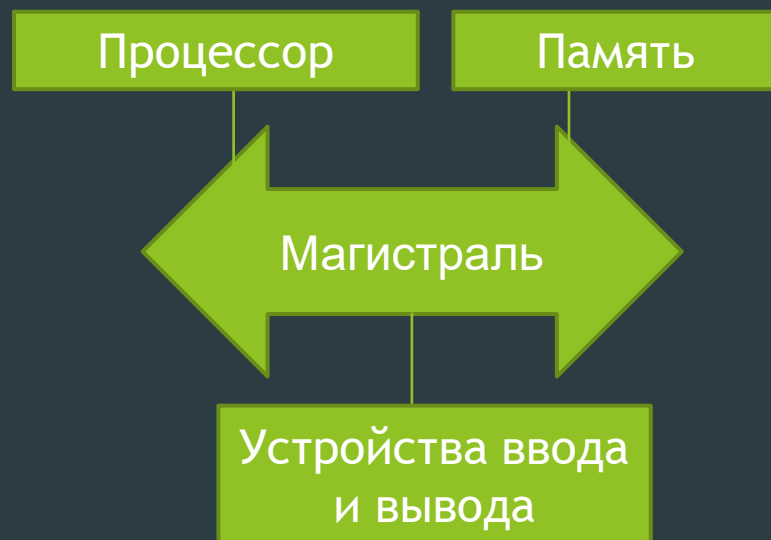 Процессор
Память
Магистраль
Устройства ввода
и вывода